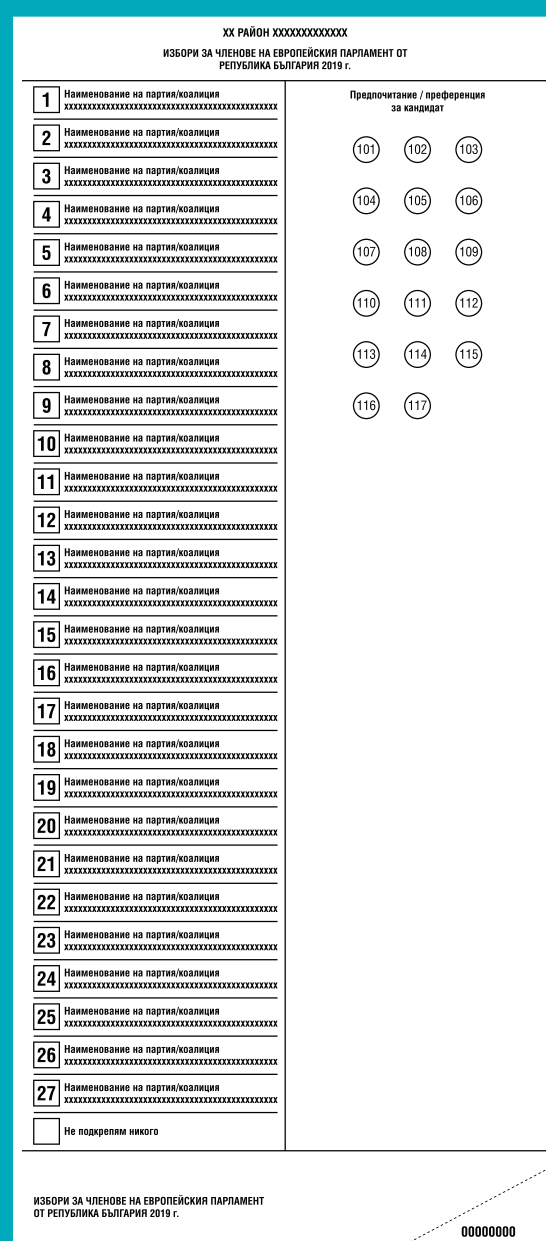 XX РАЙОН XXXXXXXXXXXXX
ИЗБОРИ ЗА ЧЛЕНОВЕ НА ЕВРОПЕЙСКИЯ ПАРЛАМЕНТ ОТ
РЕПУБЛИКА БЪЛГАРИЯ 2019 г.
1 Наименование на партия/коалиция
xxxxxxxxxxxxxxxxxxxxxxxxxxxxxxxxxxxxxxxxxxxxxx
2 Наименование на партия/коалиция
xxxxxxxxxxxxxxxxxxxxxxxxxxxxxxxxxxxxxxxxxxxxxx
3 Наименование на партия/коалиция
xxxxxxxxxxxxxxxxxxxxxxxxxxxxxxxxxxxxxxxxxxxxxx
4 Наименование на партия/коалиция
xxxxxxxxxxxxxxxxxxxxxxxxxxxxxxxxxxxxxxxxxxxxxx
5 Наименование на партия/коалиция
xxxxxxxxxxxxxxxxxxxxxxxxxxxxxxxxxxxxxxxxxxxxxx
6 Наименование на партия/коалиция
xxxxxxxxxxxxxxxxxxxxxxxxxxxxxxxxxxxxxxxxxxxxxx
7 Наименование на партия/коалиция
xxxxxxxxxxxxxxxxxxxxxxxxxxxxxxxxxxxxxxxxxxxxxx
8 Наименование на партия/коалиция
xxxxxxxxxxxxxxxxxxxxxxxxxxxxxxxxxxxxxxxxxxxxxx
9 Наименование на партия/коалиция
xxxxxxxxxxxxxxxxxxxxxxxxxxxxxxxxxxxxxxxxxxxxxx
10 Наименование на партия/коалиция
xxxxxxxxxxxxxxxxxxxxxxxxxxxxxxxxxxxxxxxxxxxxxx
11 Наименование на партия/коалиция
xxxxxxxxxxxxxxxxxxxxxxxxxxxxxxxxxxxxxxxxxxxxxx
12 Наименование на партия/коалиция
xxxxxxxxxxxxxxxxxxxxxxxxxxxxxxxxxxxxxxxxxxxxxx
13 Наименование на партия/коалиция
xxxxxxxxxxxxxxxxxxxxxxxxxxxxxxxxxxxxxxxxxxxxxx
14 Наименование на партия/коалиция
xxxxxxxxxxxxxxxxxxxxxxxxxxxxxxxxxxxxxxxxxxxxxx
15 Наименование на партия/коалиция
xxxxxxxxxxxxxxxxxxxxxxxxxxxxxxxxxxxxxxxxxxxxxx
16 Наименование на партия/коалиция
xxxxxxxxxxxxxxxxxxxxxxxxxxxxxxxxxxxxxxxxxxxxxx
17 Наименование на партия/коалиция
xxxxxxxxxxxxxxxxxxxxxxxxxxxxxxxxxxxxxxxxxxxxxx
18 Наименование на партия/коалиция
xxxxxxxxxxxxxxxxxxxxxxxxxxxxxxxxxxxxxxxxxxxxxx
19 Наименование на партия/коалиция
xxxxxxxxxxxxxxxxxxxxxxxxxxxxxxxxxxxxxxxxxxxxxx
20 Наименование на партия/коалиция
xxxxxxxxxxxxxxxxxxxxxxxxxxxxxxxxxxxxxxxxxxxxxx
21 Наименование на партия/коалиция
xxxxxxxxxxxxxxxxxxxxxxxxxxxxxxxxxxxxxxxxxxxxxx
22 Наименование на партия/коалиция
xxxxxxxxxxxxxxxxxxxxxxxxxxxxxxxxxxxxxxxxxxxxxx
23 Наименование на партия/коалиция
xxxxxxxxxxxxxxxxxxxxxxxxxxxxxxxxxxxxxxxxxxxxxx
24 Наименование на партия/коалиция
xxxxxxxxxxxxxxxxxxxxxxxxxxxxxxxxxxxxxxxxxxxxxx
25 Наименование на партия/коалиция
xxxxxxxxxxxxxxxxxxxxxxxxxxxxxxxxxxxxxxxxxxxxxx
26 Наименование на партия/коалиция
xxxxxxxxxxxxxxxxxxxxxxxxxxxxxxxxxxxxxxxxxxxxxx
27 Наименование на партия/коалиция
xxxxxxxxxxxxxxxxxxxxxxxxxxxxxxxxxxxxxxxxxxxxxx
Не подкрепям никого
Предпочитание / преференция
за кандидат
101 102 103
104 105 106
107 108 109
110 111 112
113 114 115
116 117
ИЗБОРИ ЗА ЧЛЕНОВЕ НА ЕВРОПЕЙСКИЯ ПАРЛАМЕНТ
ОТ РЕПУБЛИКА БЪЛГАРИЯ 2019 г.
00000000